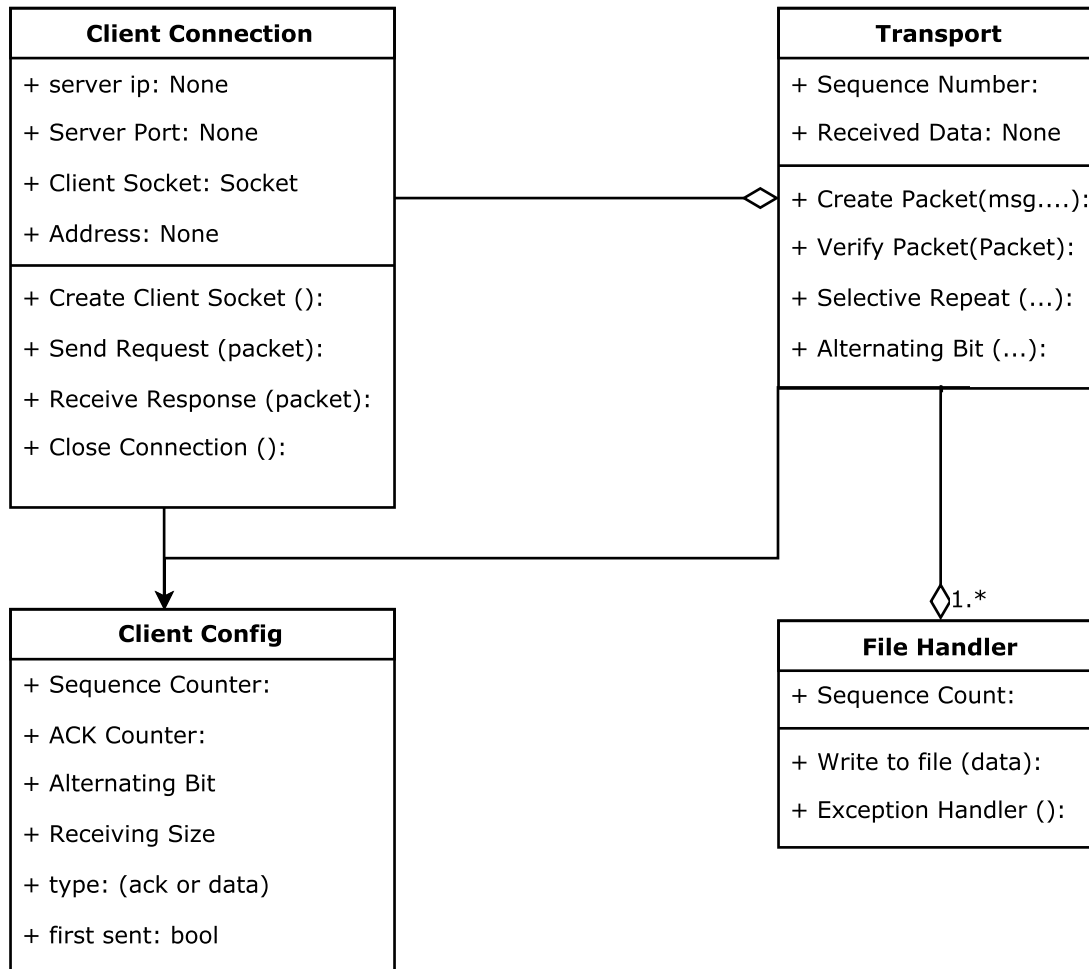 Client Connection
+ server ip: None
+ Server Port: None
+ Client Socket: Socket
+ Address: None
+ Create Client Socket ():
+ Send Request (packet):
+ Receive Response (packet):
+ Close Connection ():
Transport
+ Sequence Number:
+ Received Data: None
+ Create Packet(msg....):
+ Verify Packet(Packet):
+ Selective Repeat (...):
+ Alternating Bit (...):
1.*
Client Config
+ Sequence Counter:
+ ACK Counter:
+ Alternating Bit
+ Receiving Size
+ type: (ack or data)
+ first sent: bool
File Handler
+ Sequence Count:
+ Write to file (data):
+ Exception Handler ():